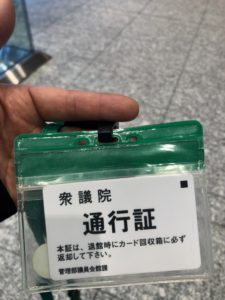 衆議院
通行証
本証は、退館時にカード回収箱に必ず
返却して下さい。
管理部議員会館課